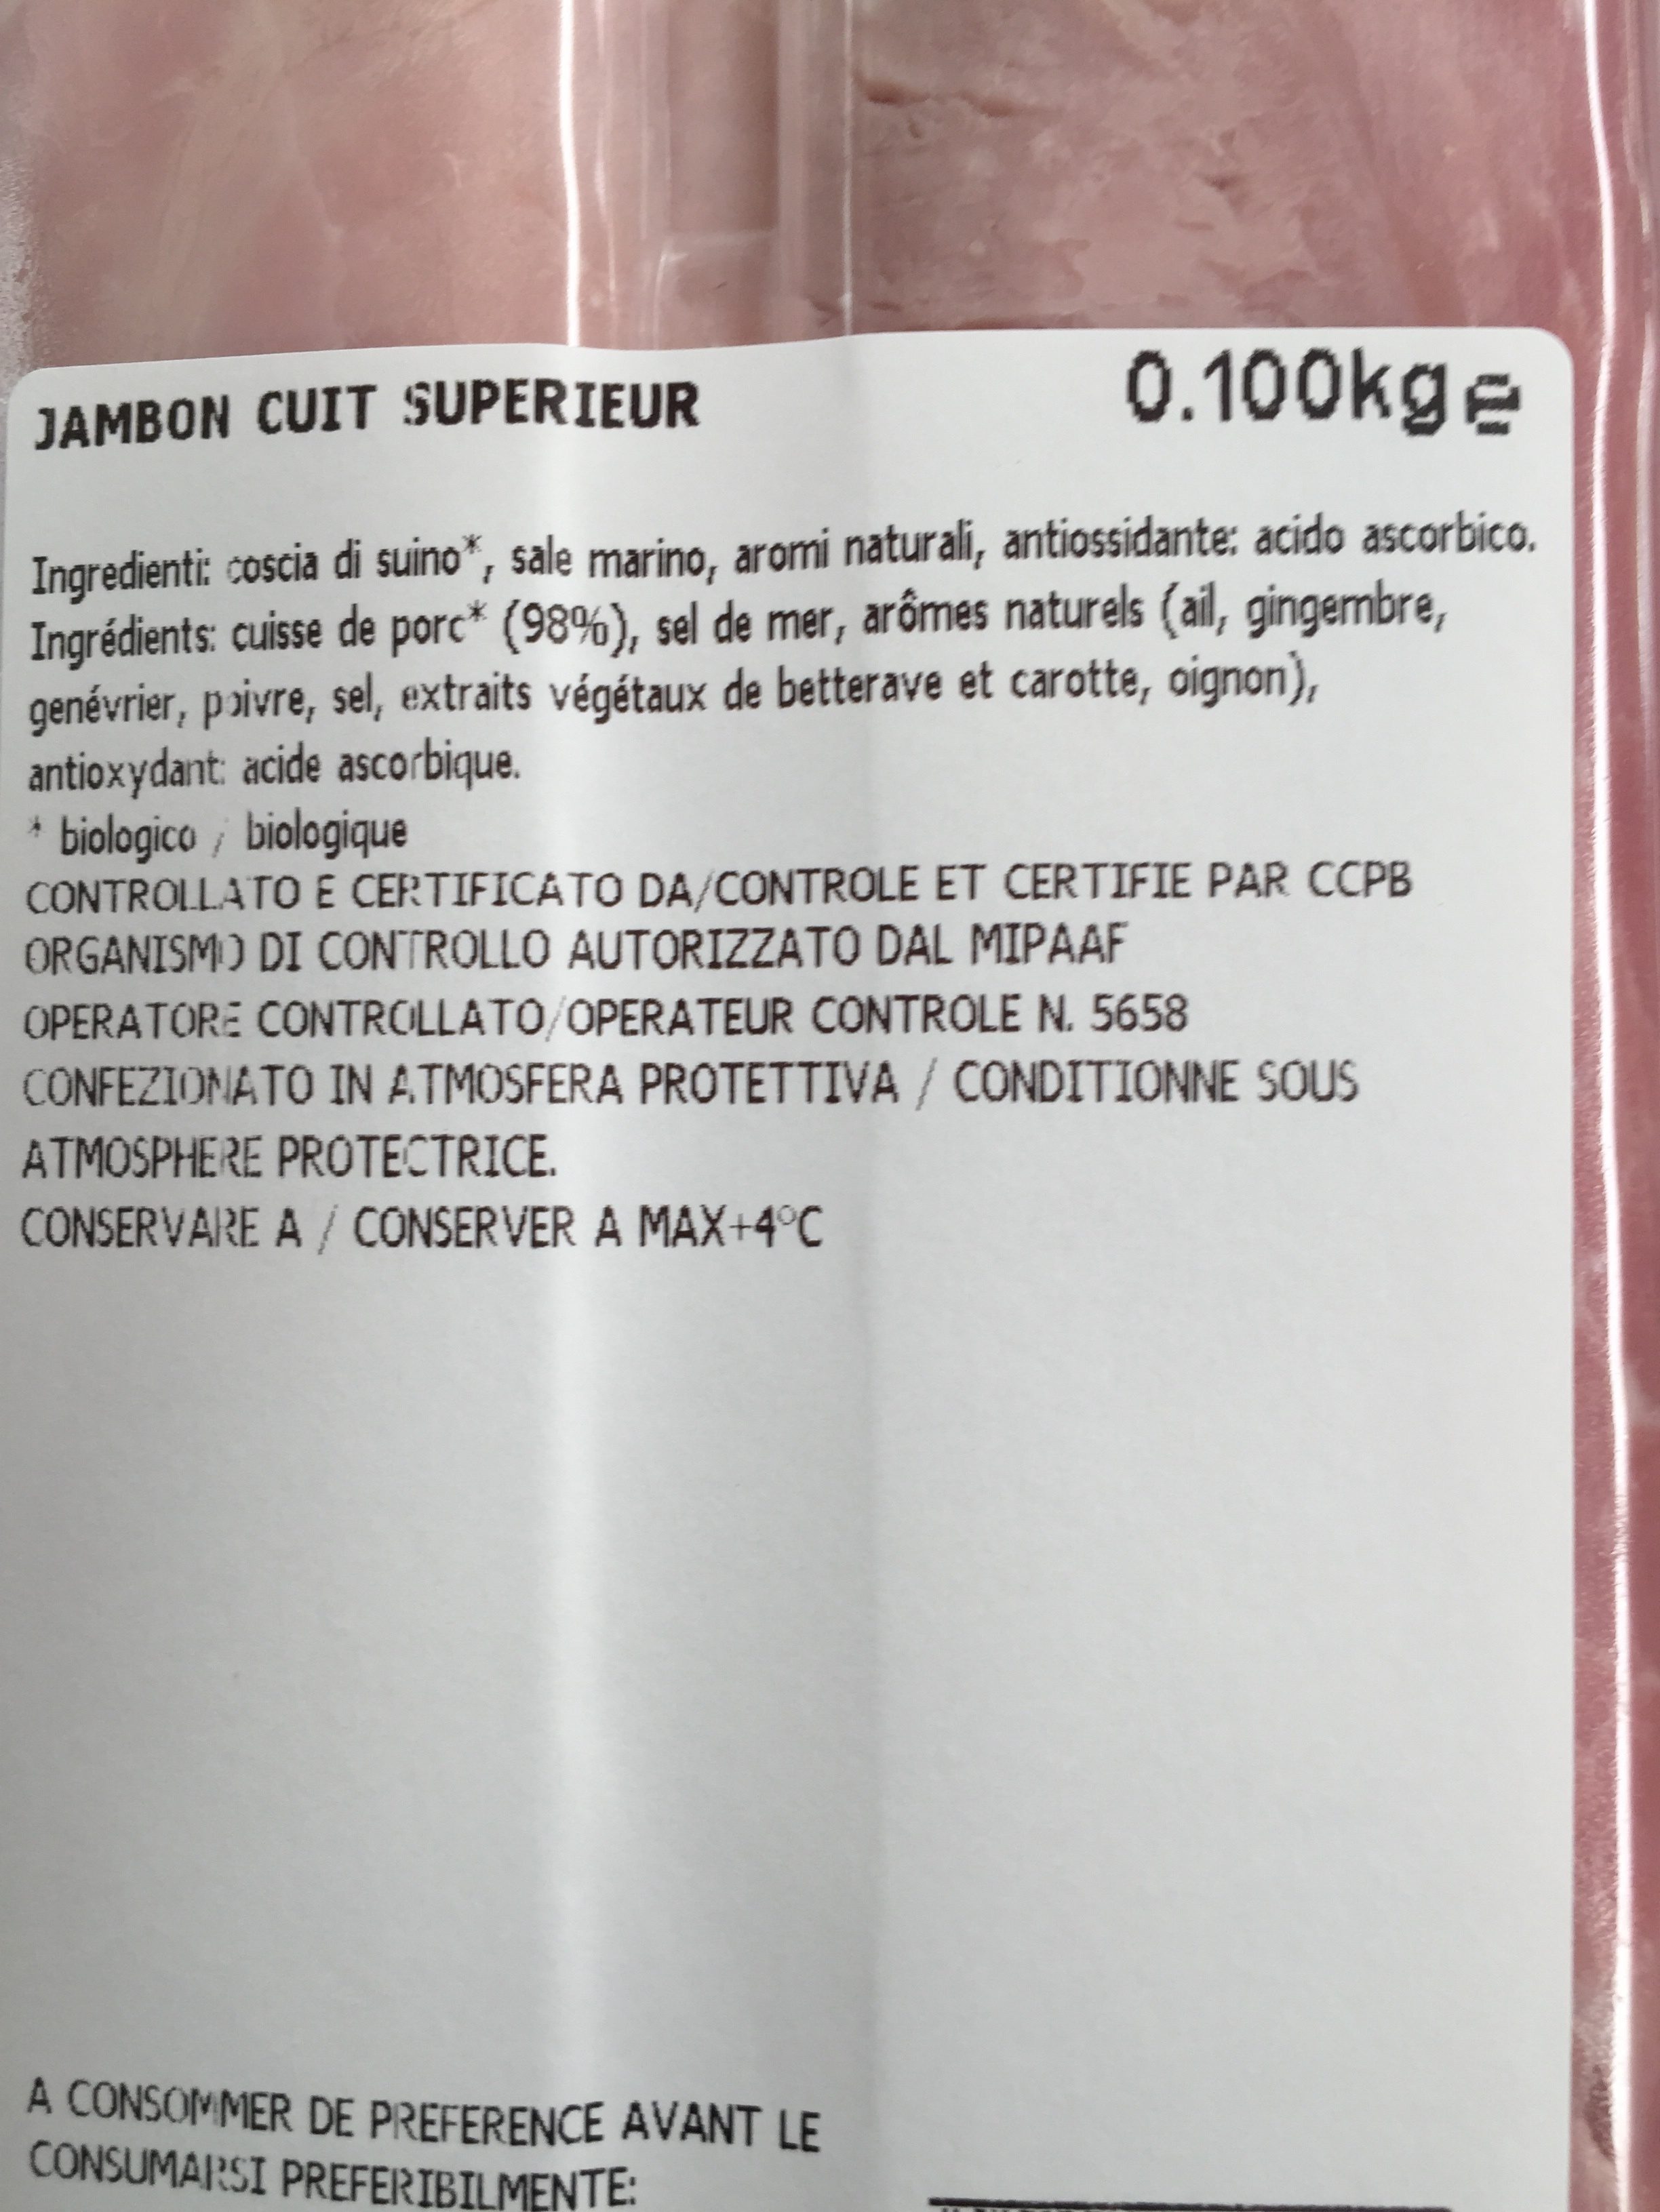 JAMBON CUIT SUPERIEUR
0.100kg e
Ingredienti: coscia di suino*, sale marino, aromi naturali, antiossidante: acido ascorbico.
Ingrédients: cuisse de porc* (98%), sel de mer, arômes naturels (ail, gingembre,
genévrier, poivre, sel, extraits végétaux de betterave et carotte, oignon),
antioxydant: acide ascorbique.
* biologico / biologique
CONTROLLATO E CERTIFICATO DA/CONTROLE ET CERTIFIE PAR CCPB
ORGANISMO DI CONTROLLO AUTORIZZATO DAL MIPAAF
OPERATORE CONTROLLATO/OPERATEUR CONTROLE N. 5658
CONFEZIONATO IN ATMOSFERA PROTETTIVA / CONDITIONNE SOUS
ATMOSPHERE PROTECTRICE.
CONSERVARE A / CONSERVER A MAX+4°C
A CONSOMMER DE PREFERENCE AVANT LE
CONSUMARSI PREFERIBILMENTE: